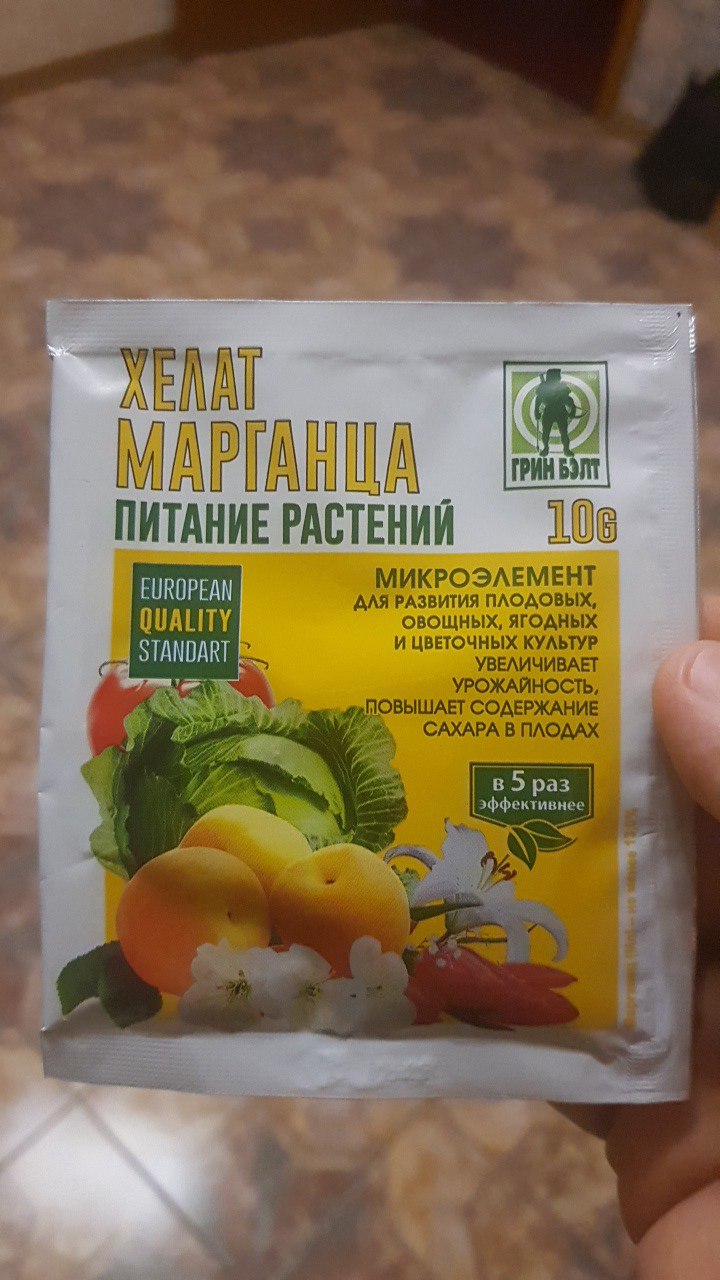 ХЕЛАТ
МАРГАНЦА
ПИТАНИЕ РАСТЕНИЙ
ГРИН БЭЛТ
10G
EUROPEAN
QUALITY
STANDART
МИКРОЭЛЕМЕНТ
ДЛЯ РАЗВИТИЯ ПЛОДОВЫХ,
ОВОЩНЫХ, ЯГОДНЫХ
И ЦВЕТОЧНЫХ КУЛЬТУР
УВЕЛИЧИВАЕТ
УРОЖАЙНОСТЬ,
ПОВЫШАЕТ СОДЕРЖАНИЕ
САХАРА В ПЛОДАХ
в 5 раз
эффективнее